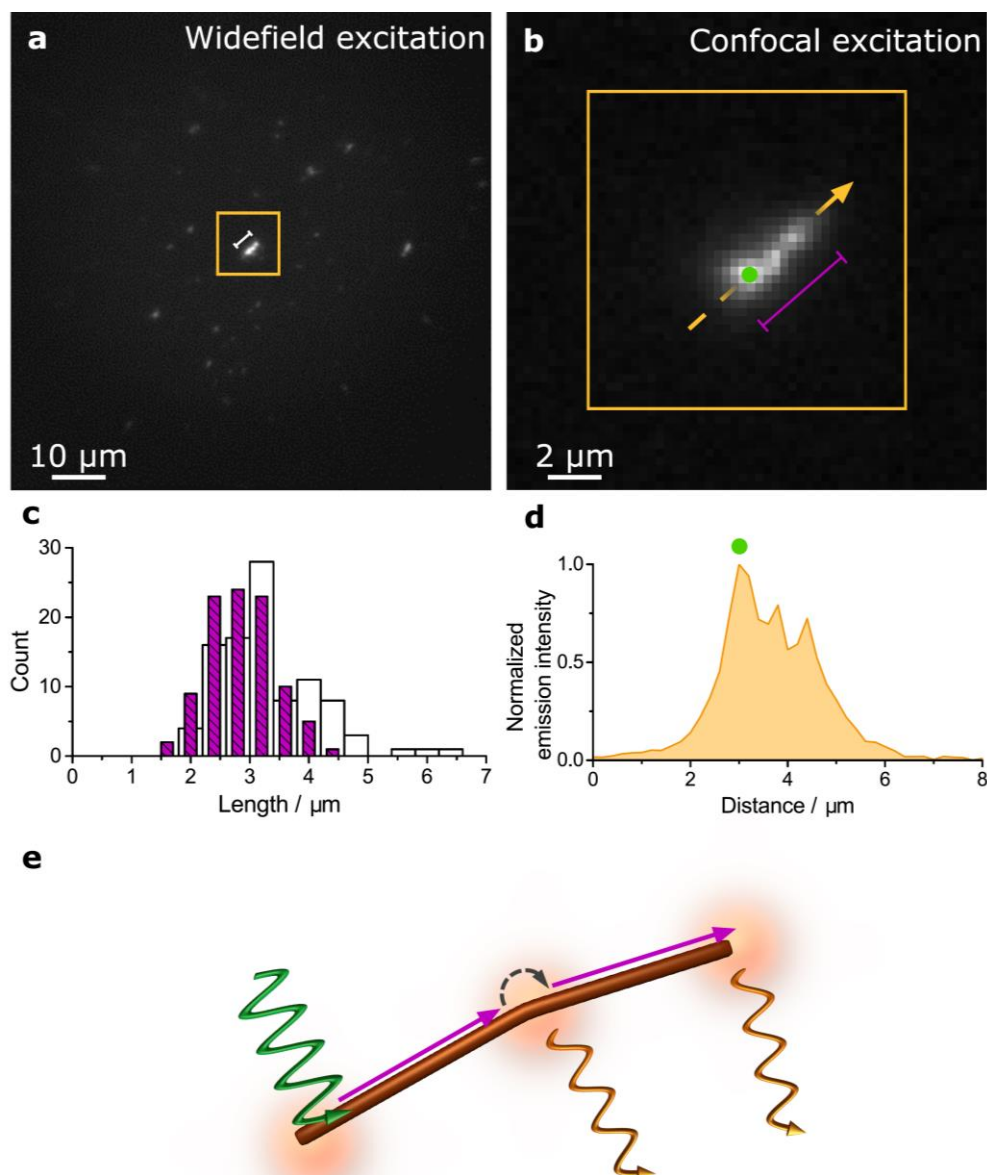 a Widefield excitation
10 µm
b Confocal excitation
2 µm
c
30
20
10
0
Count
0 1 2 3 4 5 6 7
Length / µm
d
1.0
0.5
0.0
Normalized
emission intensity
0 2 4 6 8
Distance / µm
e